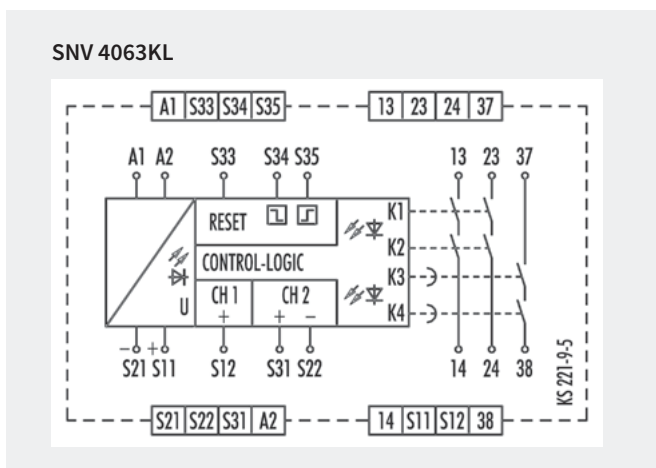 SNV 4063KL
A1 S33 S34 S35 13 23 24 37
A1 A2 S33 S34 S35 13 23 37
RESET K1
K2
CONTROL-LOGIC K3
U CH 1 CH 2 K4
+ + −
− +
S21 S11 S12 S31 S22 14 24 38
KS 221-9-5
S21 S22 S31 A2 14 S11 S12 38